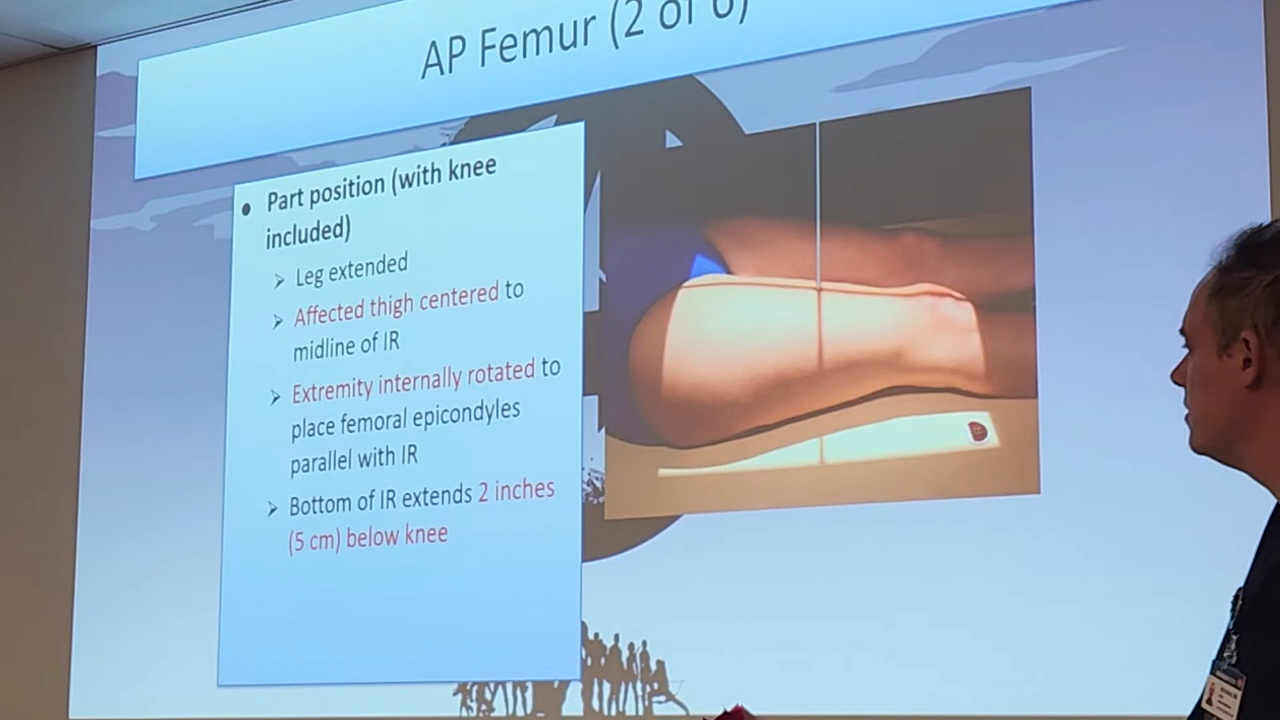 AP Femur (2 of 6)
Part position (with knee
included)
Leg extended
Affected thigh centered to
midline of IR
Extremity internally rotated to
place femoral epicondyles
parallel with IR
Bottom of IR extends 2 inches
(5 cm) below knee